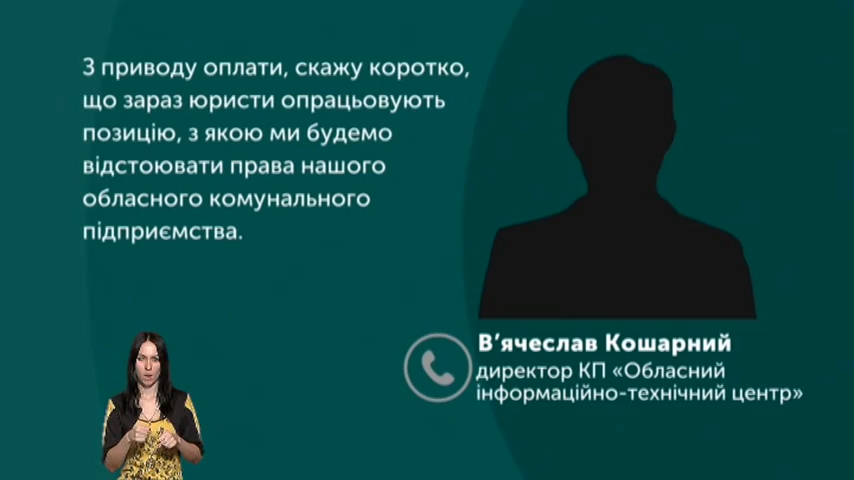 З приводу оплати, скажу коротко,
що зараз юристи опрацьовують
позицію, з якою ми будемо
відстоювати права нашого
обласного комунального
підприємства.
В’ячеслав Кошарний
директор КП «Обласний
інформаційно-технічний центр»